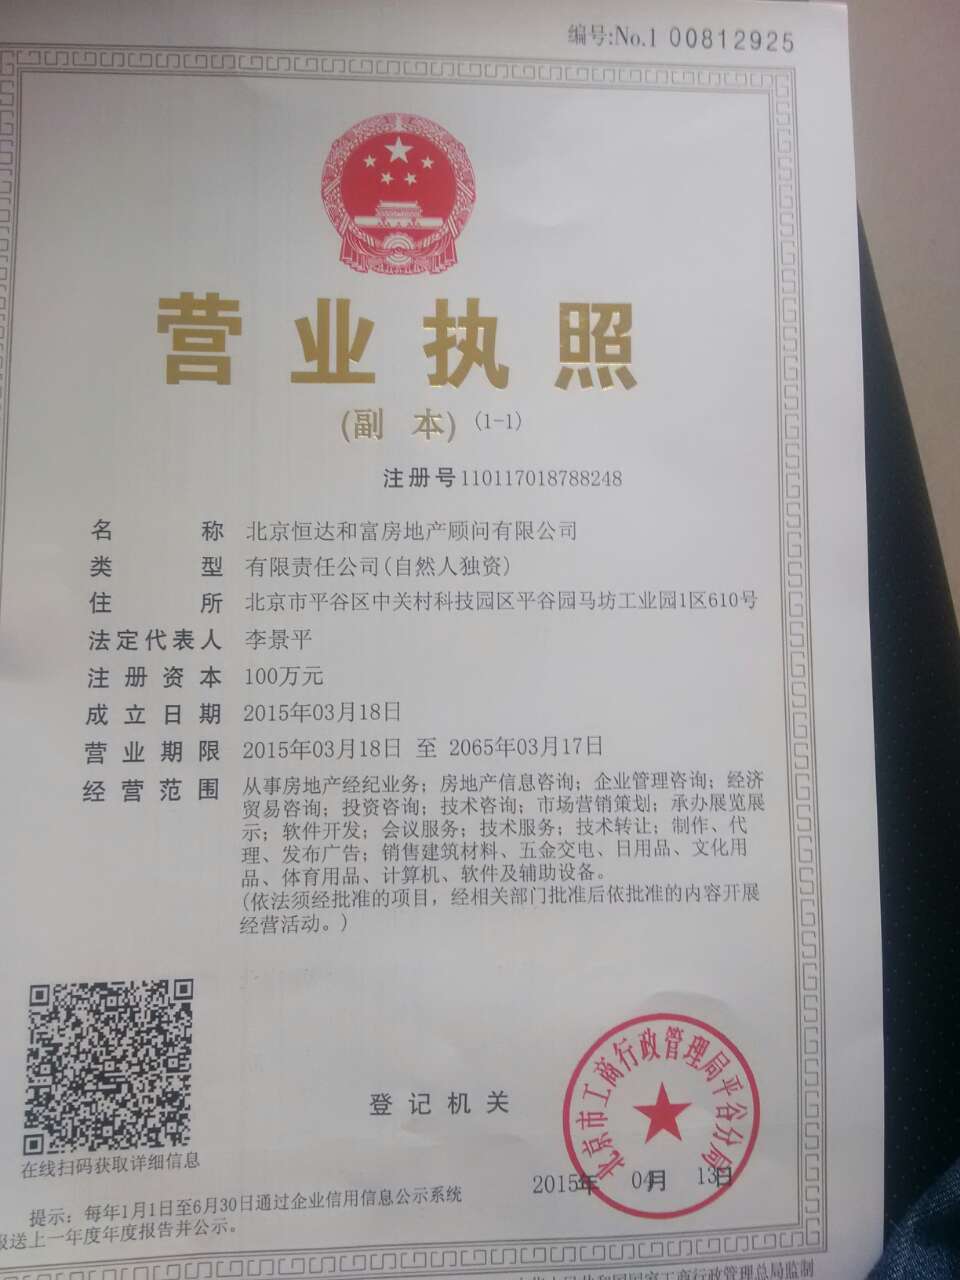 编号:No.1 00812925
营业执照
(副 本) (1-1)
注册号110117018788248
名称 北京恒达和富房地产顾问有限公司
类型 有限责任公司(自然人独资)
住所 北京市平谷区中关村科技园区平谷园马坊工业园1区610号
法定代表人 李景平
注册资本 100万元
成立日期 2015年03月18日
营业期限 2015年03月18日 至 2065年03月17日
经营范围 从事房地产经纪业务；房地产信息咨询；企业管理咨询；经济
贸易咨询；投资咨询；技术咨询；市场营销策划；承办展览展
示；软件开发；会议服务；技术服务；技术转让；制作、代
理、发布广告；销售建筑材料、五金交电、日用品、文化用
品、体育用品、计算机、软件及辅助设备。
(依法须经批准的项目，经相关部门批准后依批准的内容开展
经营活动。)
在线扫码获取详细信息
登记机关
北京市工商行政管理局平谷分局
2015年 04月 13日
提示：每年1月1日至6月30日通过企业信用信息公示系统
报送上一年度年度报告并公示。
国家工商行政管理总局监制